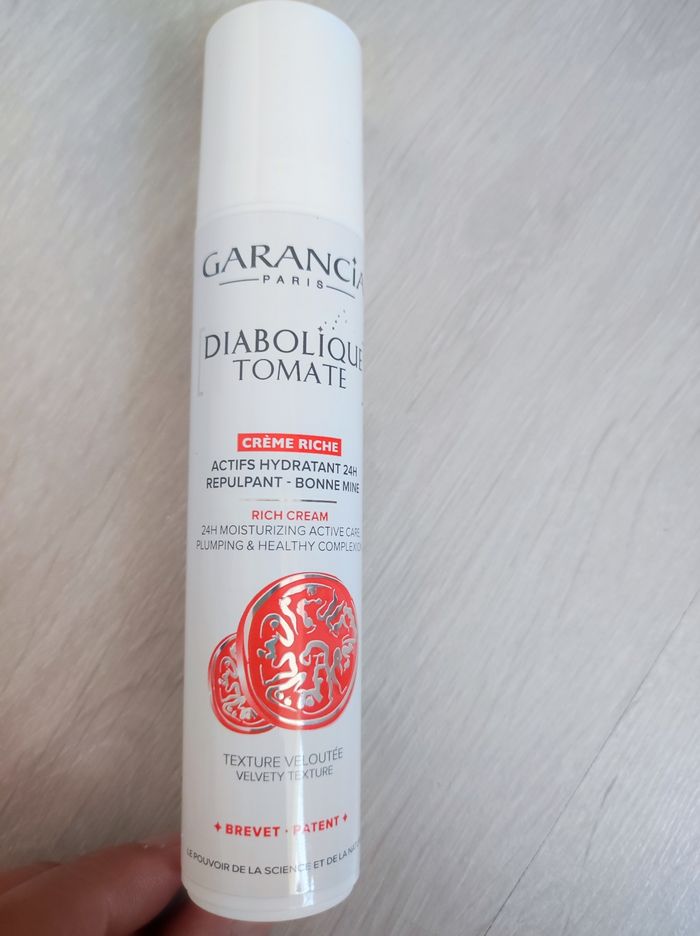 GARANCIA
PARIS
DIABOLIQUE
TOMATE
CRÈME RICHE
ACTIFS HYDRATANT 24H
REPULPANT - BONNE MINE
RICH CREAM
24H MOISTURIZING ACTIVE CARE
PLUMPING & HEALTHY COMPLEXION
TEXTURE VELOUTÉE
VELVETY TEXTURE
BREVET · PATENT
LE POUVOIR DE LA SCIENCE ET DE LA